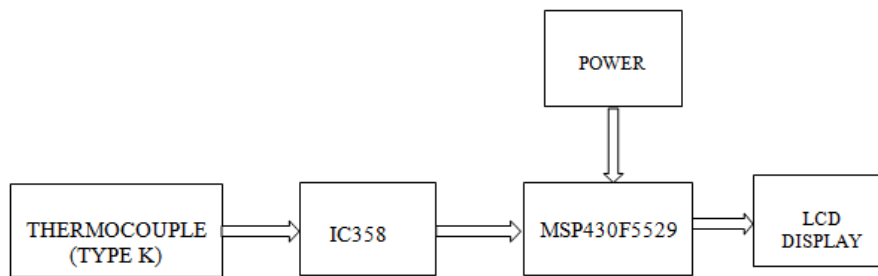 POWER
THERMOCOUPLE
(TYPE K)
IC358
MSP430F5529
LCD
DISPLAY